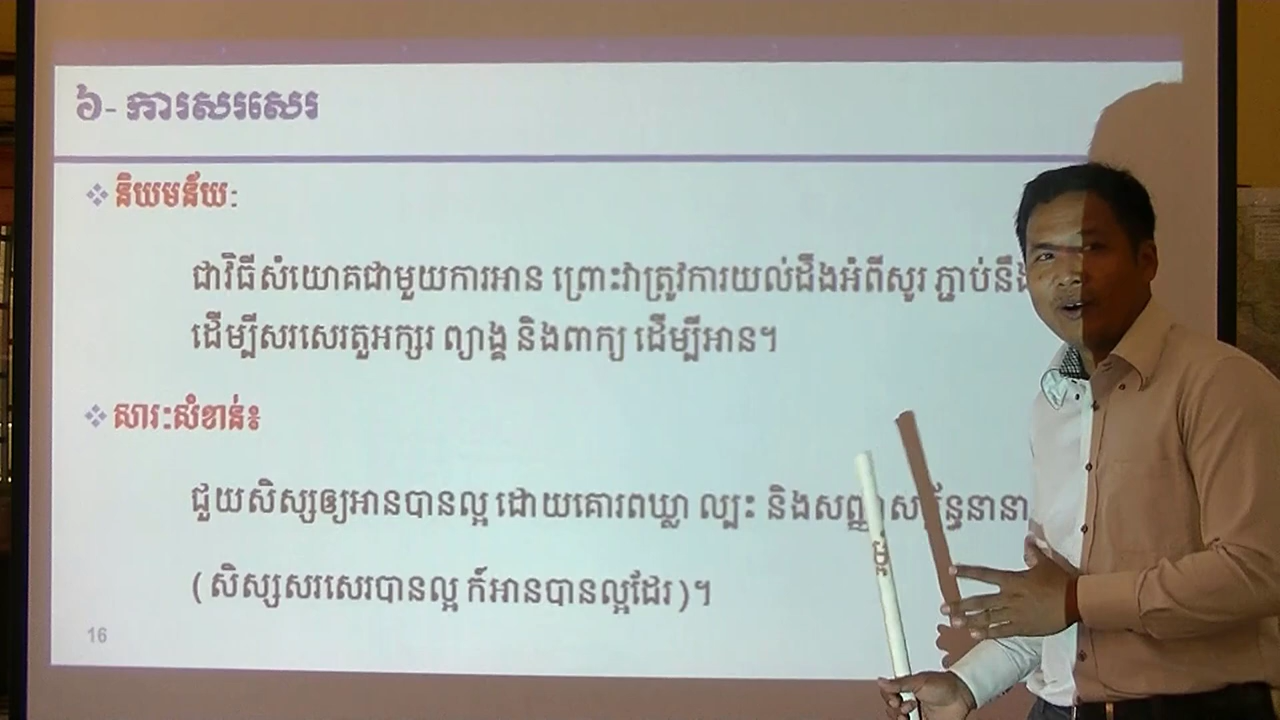 ៦- ការសរសេរ
និយមន័យ:
ជាវិធីសំយោគជាមួយការអាន ព្រោះវាត្រូវការយល់ដឹងអំពីសូរ ភ្ជាប់នឹង
ដើម្បីសរសេរតួអក្សរ ព្យាង្គ និងពាក្យ ដើម្បីអាន។
សារៈសំខាន់៖
ជួយសិស្សឲ្យអានបានល្អ ដោយគោរពឃ្លា ល្បះ និងសញ្ញា
( សិស្សសរសេរបានល្អ ក៍អានបានល្អដែរ )។
16